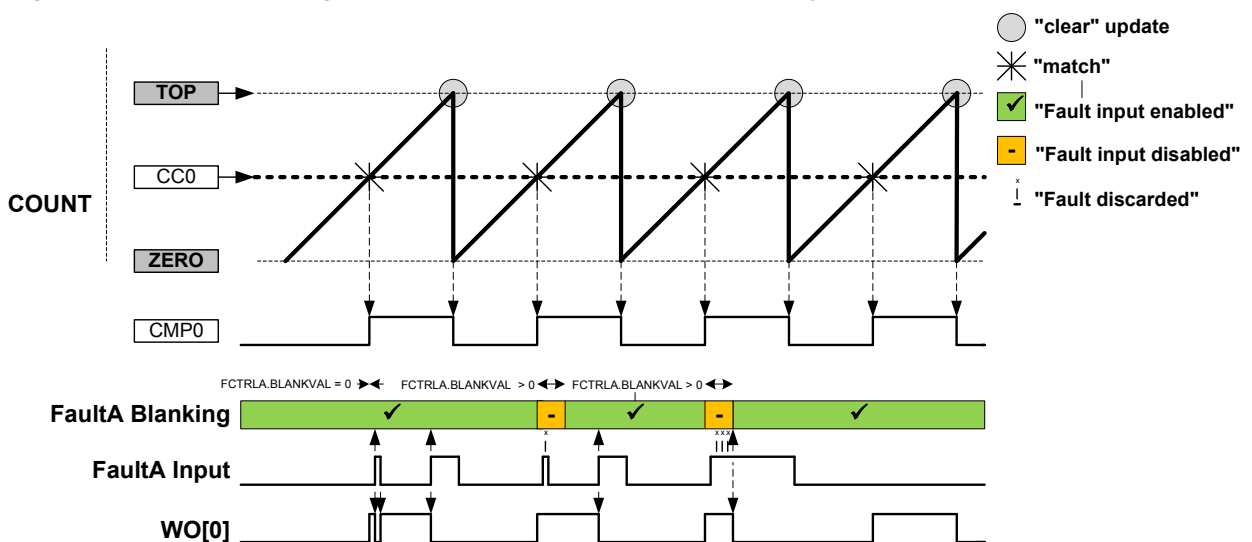 "clear" update
"match"
"Fault input enabled"
"Fault input disabled"
"Fault discarded"
TOP
CC0
COUNT
ZERO
CMP0
FCTRLA.BLANKVAL = 0
FCTRLA.BLANKVAL > 0
FCTRLA.BLANKVAL > 0
FaultA Blanking
✓ - ✓ - ✓
x xxx
FaultA Input
WO[0]